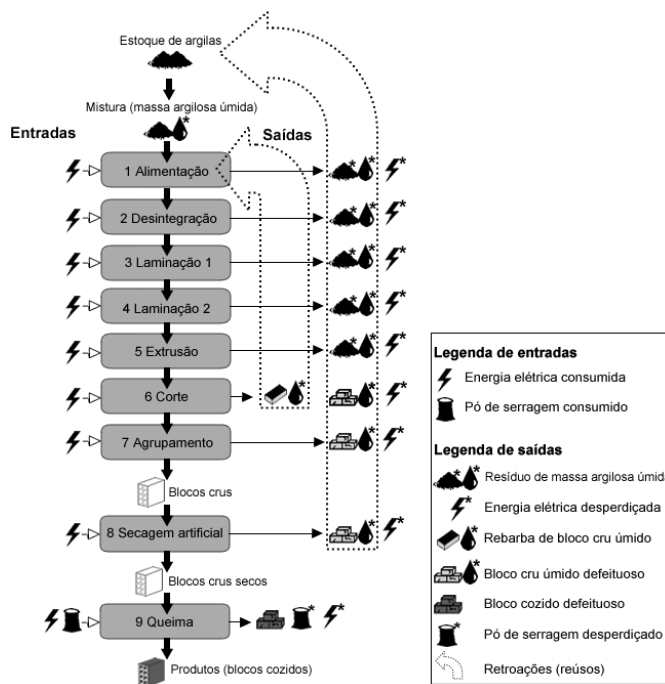 Estoque de argilas
Mistura (massa argilosa úmida)
Entradas
Saídas
1 Alimentação
2 Desintegração
3 Laminação 1
4 Laminação 2
5 Extrusão
6 Corte
7 Agrupamento
Blocos crus
8 Secagem artificial
Blocos crus secos
9 Queima
Produtos (blocos cozidos)
Legenda de entradas
Energia elétrica consumida
Pó de serragem consumido
Legenda de saídas
Resíduo de massa argilosa úmida
Energia elétrica desperdiçada
Rebarba de bloco cru úmido
Bloco cru úmido defeituoso
Bloco cozido defeituoso
Pó de serragem desperdiçado
Retroações (reúsos)